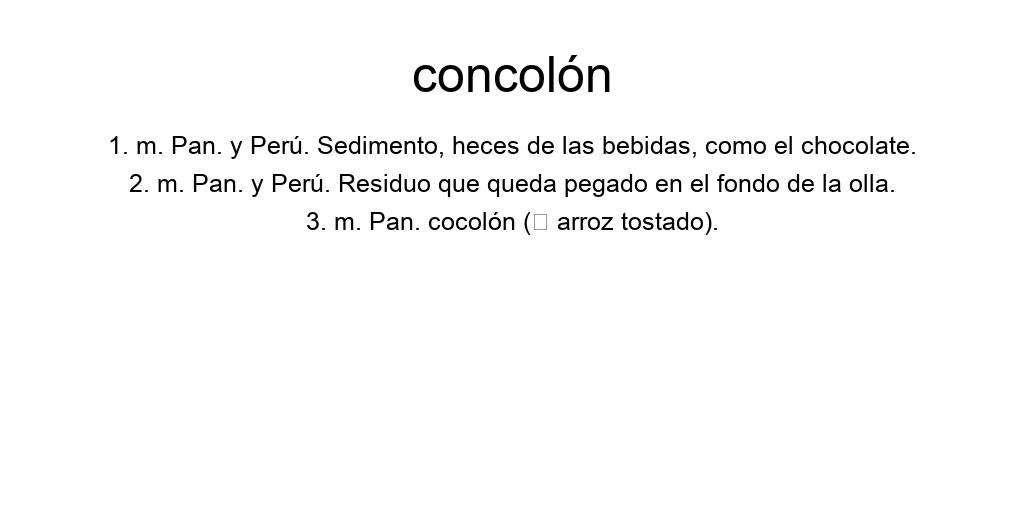 concolón
1. m. Pan. y Perú. Sedimento, heces de las bebidas, como el chocolate.
2. m. Pan. y Perú. Residuo que queda pegado en el fondo de la olla.
3. m. Pan. cocolón (□ arroz tostado).